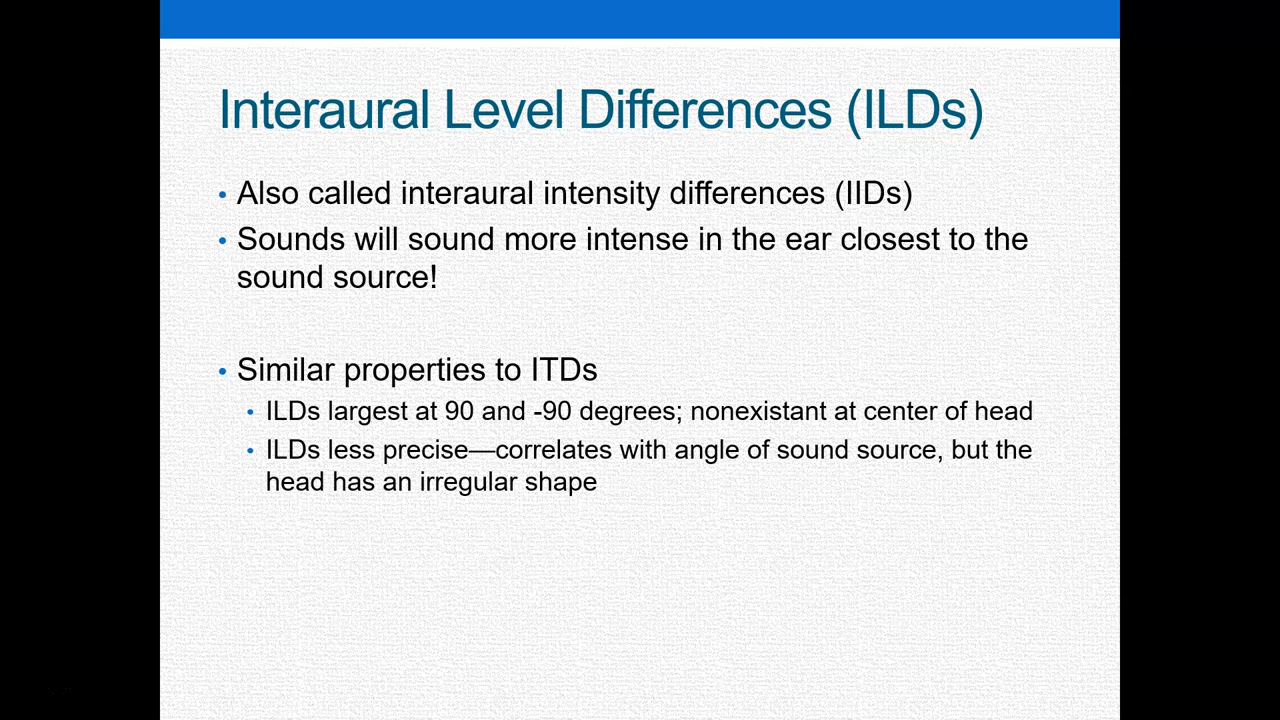 Interaural Level Differences (ILDs)
• Also called interaural intensity differences (IIDs)
• Sounds will sound more intense in the ear closest to the
sound source!
• Similar properties to ITDs
• ILDs largest at 90 and -90 degrees; nonexistant at center of head
• ILDs less precise—correlates with angle of sound source, but the
head has an irregular shape